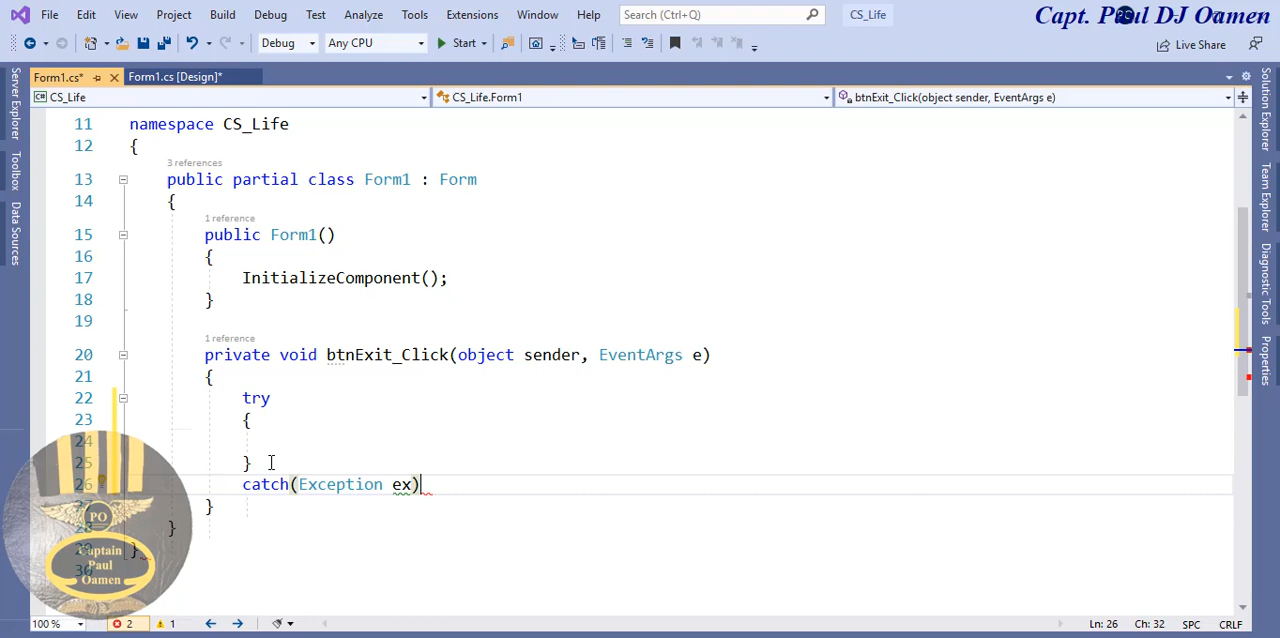 File Edit View Project Build Debug Test Analyze Tools Extensions Window Help Search (Ctrl+Q) CS_Life
Capt. Paul DJ Oamen
Debug Any CPU Start Live Share
Form1.cs* Form1.cs [Design]*
CS_Life CS_Life.Form1 btnExit_Click(object sender, EventArgs e)
Server Explorer
Toolbox
Data Sources
11 namespace CS_Life
12 {
3 references
13 public partial class Form1 : Form
14 {
1 reference
15 public Form1()
16 {
17 InitializeComponent();
18 }
19
1 reference
20 private void btnExit_Click(object sender, EventArgs e)
21 {
22 try
23 {
24
25 }
26 catch(Exception ex)
27 }
28 }
29 }
30
PO
Captain
Paul
Oamen
Solution Explorer
Team Explorer
Diagnostic Tools
Properties
100 % 2 1 Ln: 26 Ch: 32 SPC CRLF